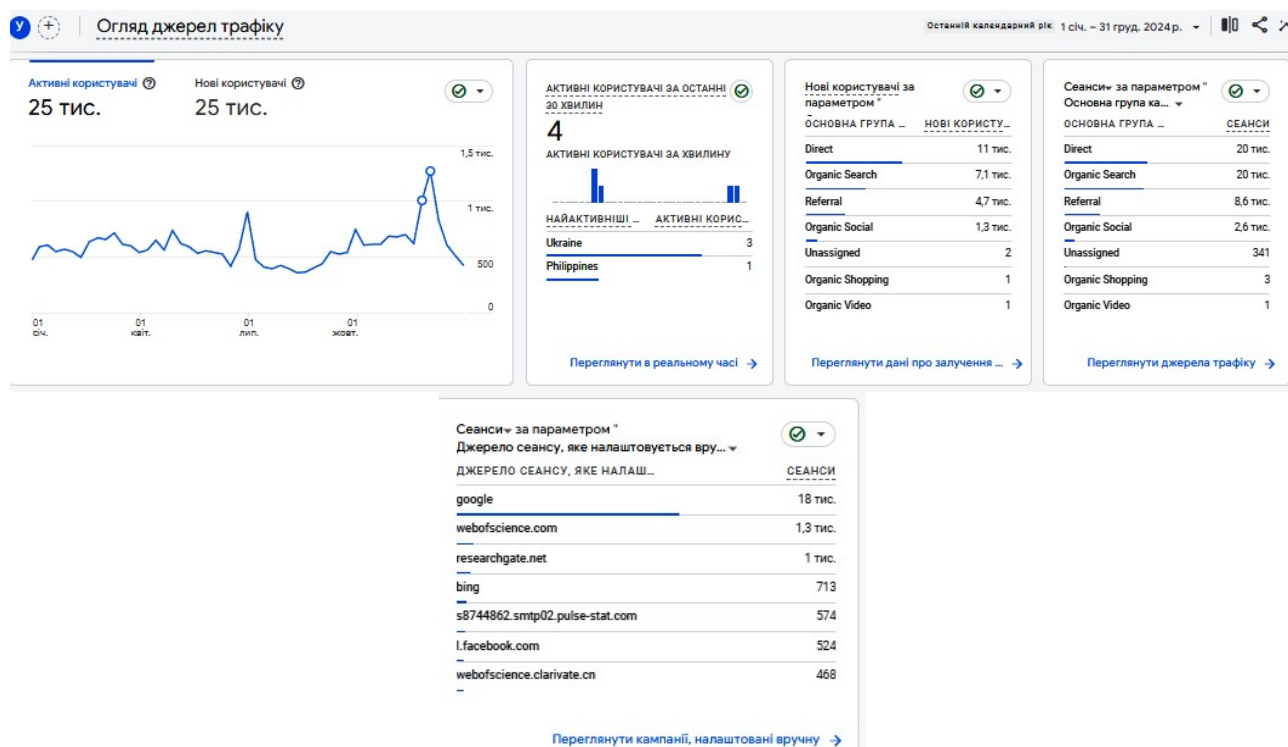 У
Огляд джерел трафіку
Останній календарний рік 1 січ. – 31 груд. 2024 р.
Активні користувачі
25 тис.
Нові користувачі
25 тис.
1,5 тис.
1 тис.
500
0
01 січ.
01 квіт.
01 лип.
01 жовт.
АКТИВНІ КОРИСТУВАЧІ ЗА ОСТАННІ
30 ХВИЛИН
4
АКТИВНІ КОРИСТУВАЧІ ЗА ХВИЛИНУ
НАЙАКТИВНІШІ ... АКТИВНІ КОРИС...
Ukraine 3
Philippines 1
Переглянути в реальному часі
Нові користувачі за
параметром "
ОСНОВНА ГРУПА ... НОВІ КОРИСТУ...
Direct 11 тис.
Organic Search 7,1 тис.
Referral 4,7 тис.
Organic Social 1,3 тис.
Unassigned 2
Organic Shopping 1
Organic Video 1
Переглянути дані про залучення ...
Сеанси за параметром "
Основна група ка...
ОСНОВНА ГРУПА ... СЕАНСИ
Direct 20 тис.
Organic Search 20 тис.
Referral 8,6 тис.
Organic Social 2,6 тис.
Unassigned 341
Organic Shopping 3
Organic Video 1
Переглянути джерела трафіку
Сеанси за параметром "
Джерело сеансу, яке налаштовується вру...
ДЖЕРЕЛО СЕАНСУ, ЯКЕ НАЛАШ... СЕАНСИ
google 18 тис.
webofscience.com 1,3 тис.
researchgate.net 1 тис.
bing 713
s8744862.smtp02.pulse-stat.com 574
l.facebook.com 524
webofscience.clarivate.cn 468
Переглянути кампанії, налаштовані вручну